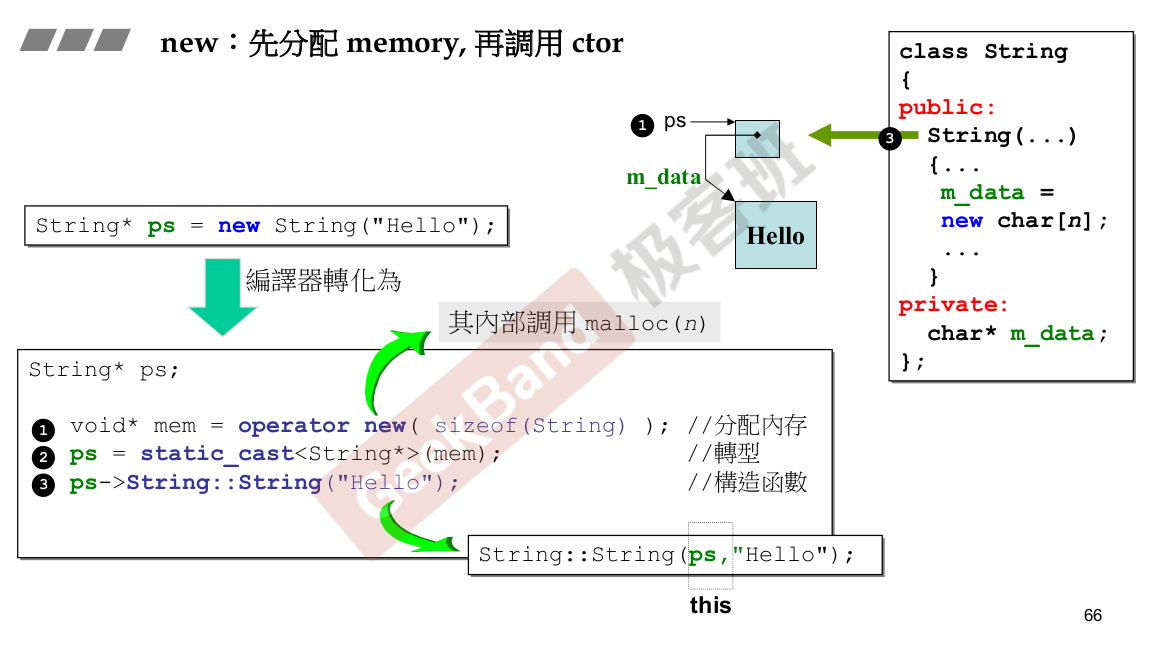 new：先分配 memory, 再調用 ctor
class String
{
public:
String(...)
{...
m_data =
new char[n];
...
}
private:
char* m_data;
};
1 ps
3
m_data
Hello
String* ps = new String("Hello");
編譯器轉化為
其內部調用 malloc(n)
String* ps;
1 void* mem = operator new( sizeof(String) ); //分配內存
2 ps = static_cast<String*>(mem); //轉型
3 ps->String::String("Hello"); //構造函數
String::String(ps,"Hello");
this
GeekBand 极客班
66